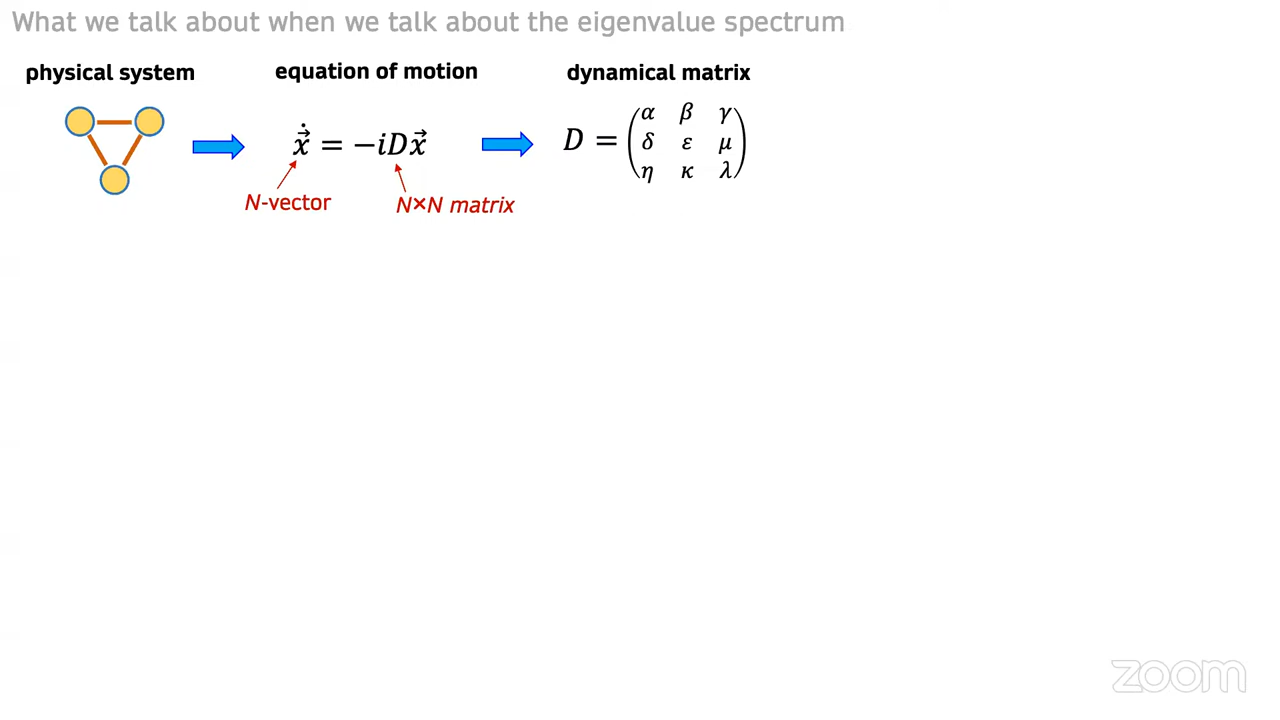 What we talk about when we talk about the eigenvalue spectrum
physical system
equation of motion
dynamical matrix
ẋ⃗ = −iDx⃗
N-vector
N×N matrix
D =
α β γ
δ ε μ
η κ λ
zoom